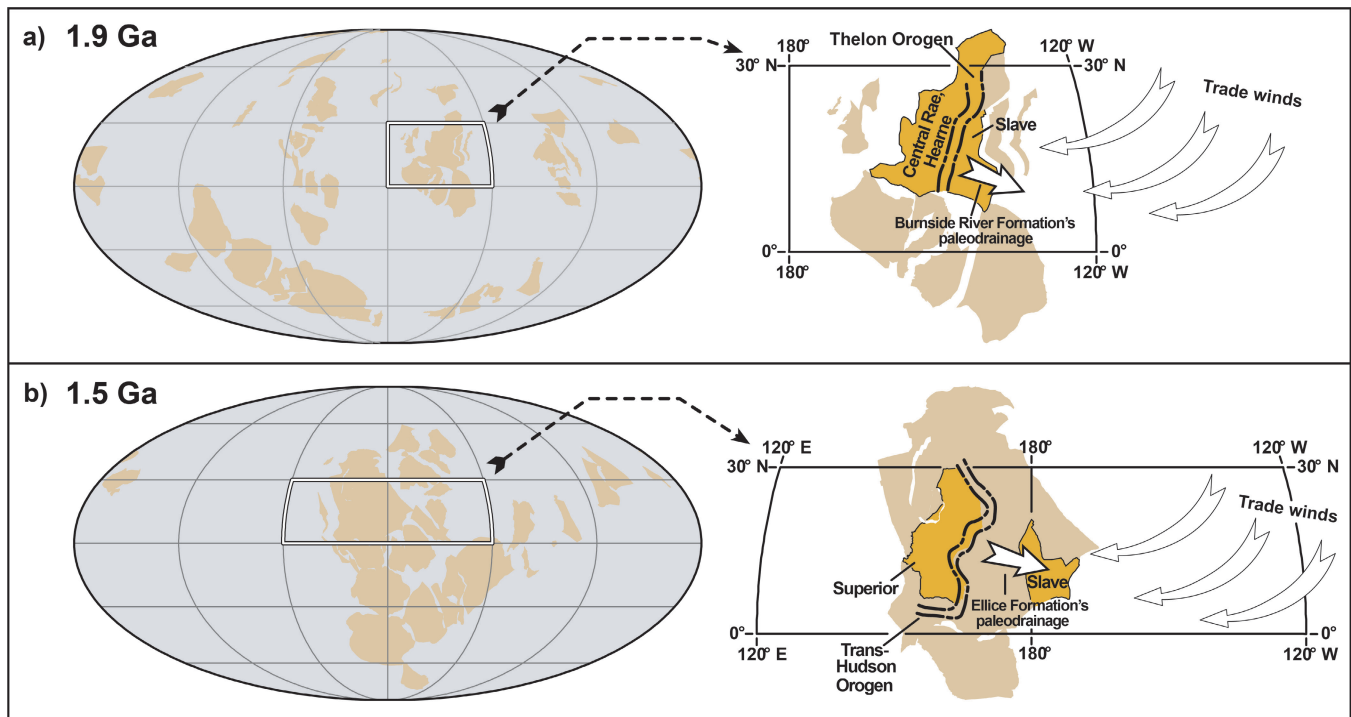 a) 1.9 Ga
180°
120° W
Thelon Orogen
30° N
30° N
Trade winds
Central Rae,
Hearne
Slave
Burnside River Formation's
paleodrainage
0°
0°
180°
120° W
b) 1.5 Ga
120° E
180°
120° W
30° N
30° N
Trade winds
Superior
Slave
Ellice Formation's
paleodrainage
0°
0°
120° E
Trans-
Hudson
Orogen
180°
120° W